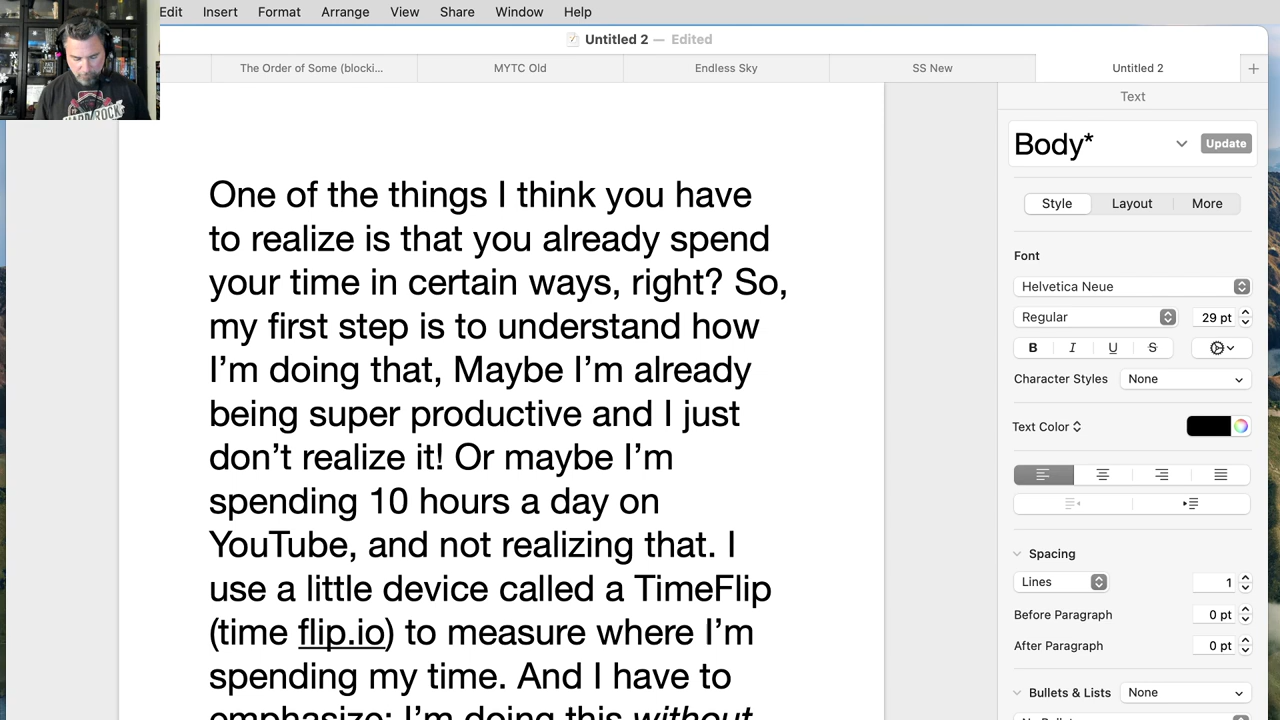 Edit Insert Format Arrange View Share Window Help
Untitled 2 — Edited
The Order of Some (blocki... MYTC Old Endless Sky SS New Untitled 2 +
Text
Body* Update
Style Layout More
Font
Helvetica Neue
Regular 29 pt
B I U S
Character Styles None
Text Color
Spacing
Lines 1
Before Paragraph 0 pt
After Paragraph 0 pt
Bullets & Lists None
One of the things I think you have
to realize is that you already spend
your time in certain ways, right? So,
my first step is to understand how
I’m doing that, Maybe I’m already
being super productive and I just
don’t realize it! Or maybe I’m
spending 10 hours a day on
YouTube, and not realizing that. I
use a little device called a TimeFlip
(time flip.io) to measure where I’m
spending my time. And I have to
emphasize: I’m doing this without
HARD ROCK